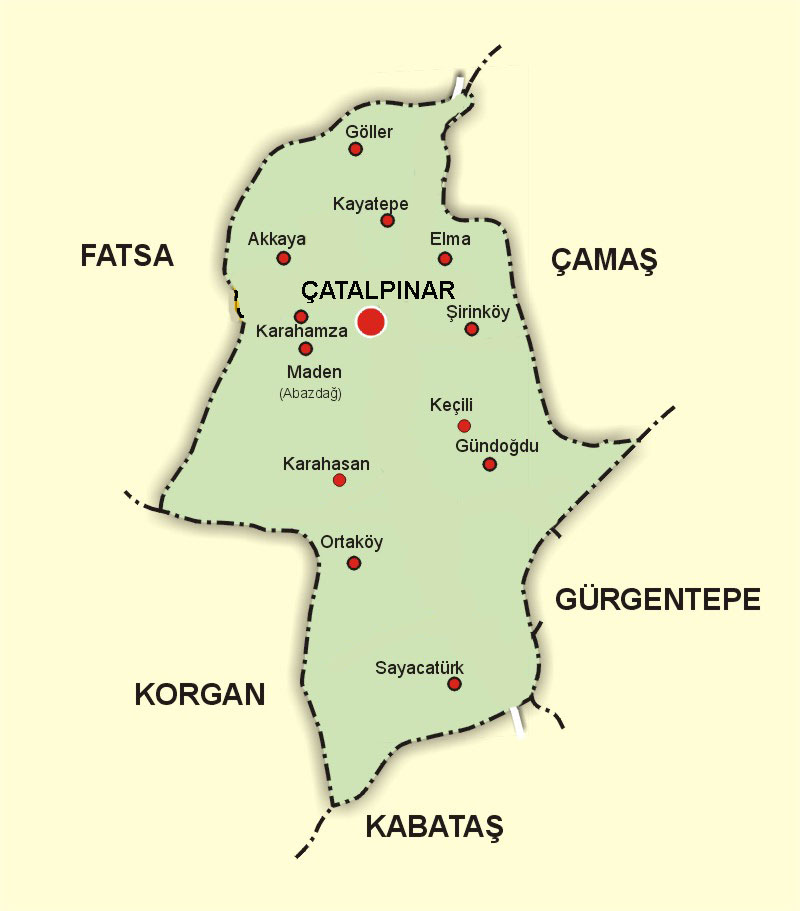 Göller
Kayatepe
Akkaya
Elma
FATSA
ÇAMAŞ
ÇATALPINAR
Şirinköy
Karahamza
Maden
(Abazdağ)
Keçili
Gündoğdu
Karahasan
Ortaköy
GÜRGENTEPE
Sayacatürk
KORGAN
KABATAŞ